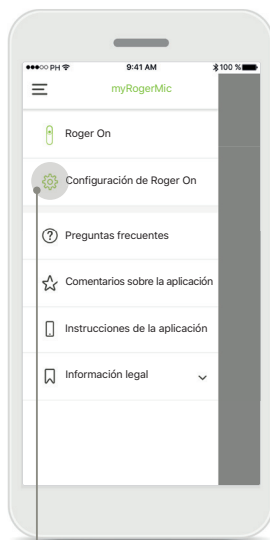 ●●●○○ PH 9:41 AM 100 %
myRogerMic
Roger On
Configuración de Roger On
Preguntas frecuentes
Comentarios sobre la aplicación
Instrucciones de la aplicación
Información legal